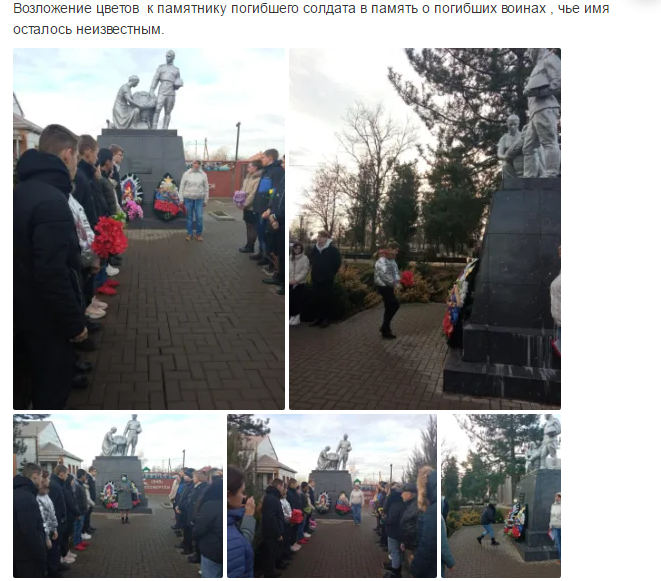 Возложение цветов к памятнику погибшего солдата в память о погибших воинах , чье имя
осталось неизвестным.